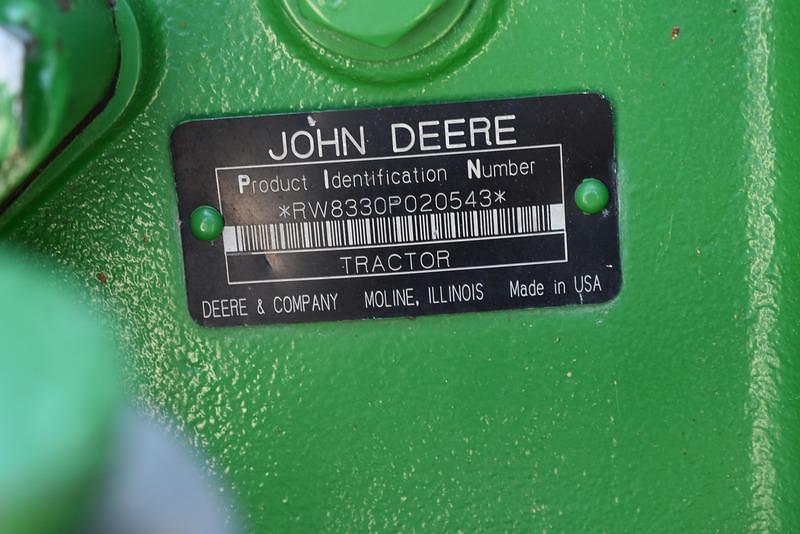 JOHN DEERE
Product Identification Number
*RW8330P020543*
TRACTOR
DEERE & COMPANY MOLINE, ILLINOIS Made in USA